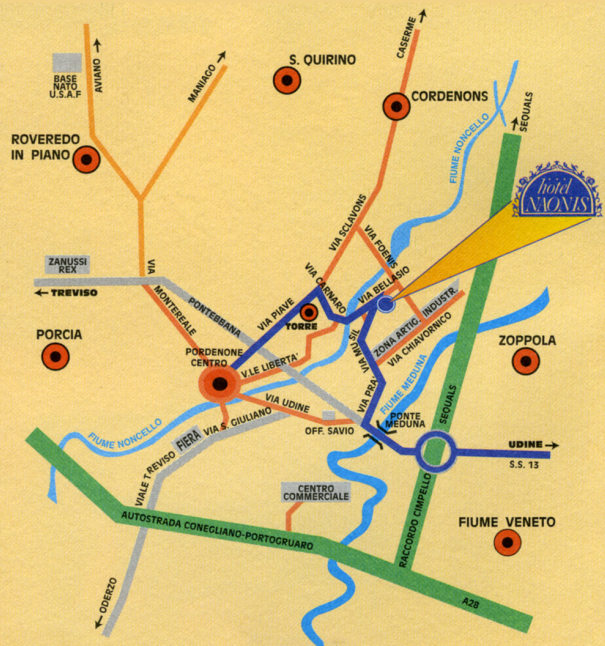 CASERME
S. QUIRINO
AVIANO
BASE
NATO
U.S.A.F
MANIAGO
CORDENONS
SEQUALS
ROVEREDO
IN PIANO
FIUME NONCELLO
hotel
NAONIS
VIA SCLAVONS
VIA FOENIS
ZANUSSI
REX
VIA
MONTEREALE
TREVISO
PONTEBBANA
VIA CARNARO
VIA BELLASIO
VIA PIAVE
TORRE
ZONA ARTIG. INDUSTR.
VIA CHIAVORNICO
VIA MUSIL
PORCIA
PORDENONE
CENTRO
V.LE LIBERTA'
ZOPPOLA
VIA PRA'
FIUME MEDUNA
SEQUALS
VIA UDINE
PONTE
MEDUNA
OFF. SAVIO
VIA S. GIULIANO
FIERA
FIUME NONCELLO
UDINE
S.S. 13
VIALE TREVISO
CENTRO
COMMERCIALE
RACCORDO CIMPELLO
AUTOSTRADA CONEGLIANO-PORTOGRUARO
FIUME VENETO
ODERZO
A28